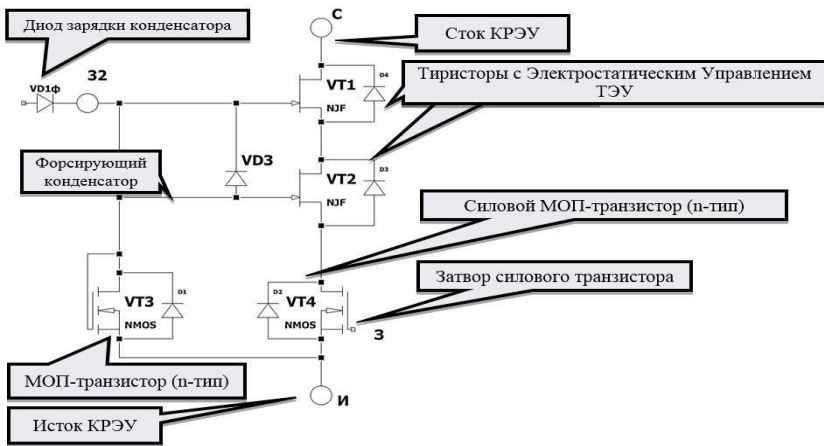 Диод зарядки конденсатора
С
Сток КРЭУ
32
VD1ф
VT1
D4
NJF
Тиристоры с Электростатическим Управлением
ТЭУ
VD3
Форсирующий
конденсатор
VT2
D3
NJF
Силовой МОП-транзистор (n-тип)
Затвор силового транзистора
VT3
D1
NMOS
D2
VT4
NMOS
З
МОП-транзистор (n-тип)
И
Исток КРЭУ